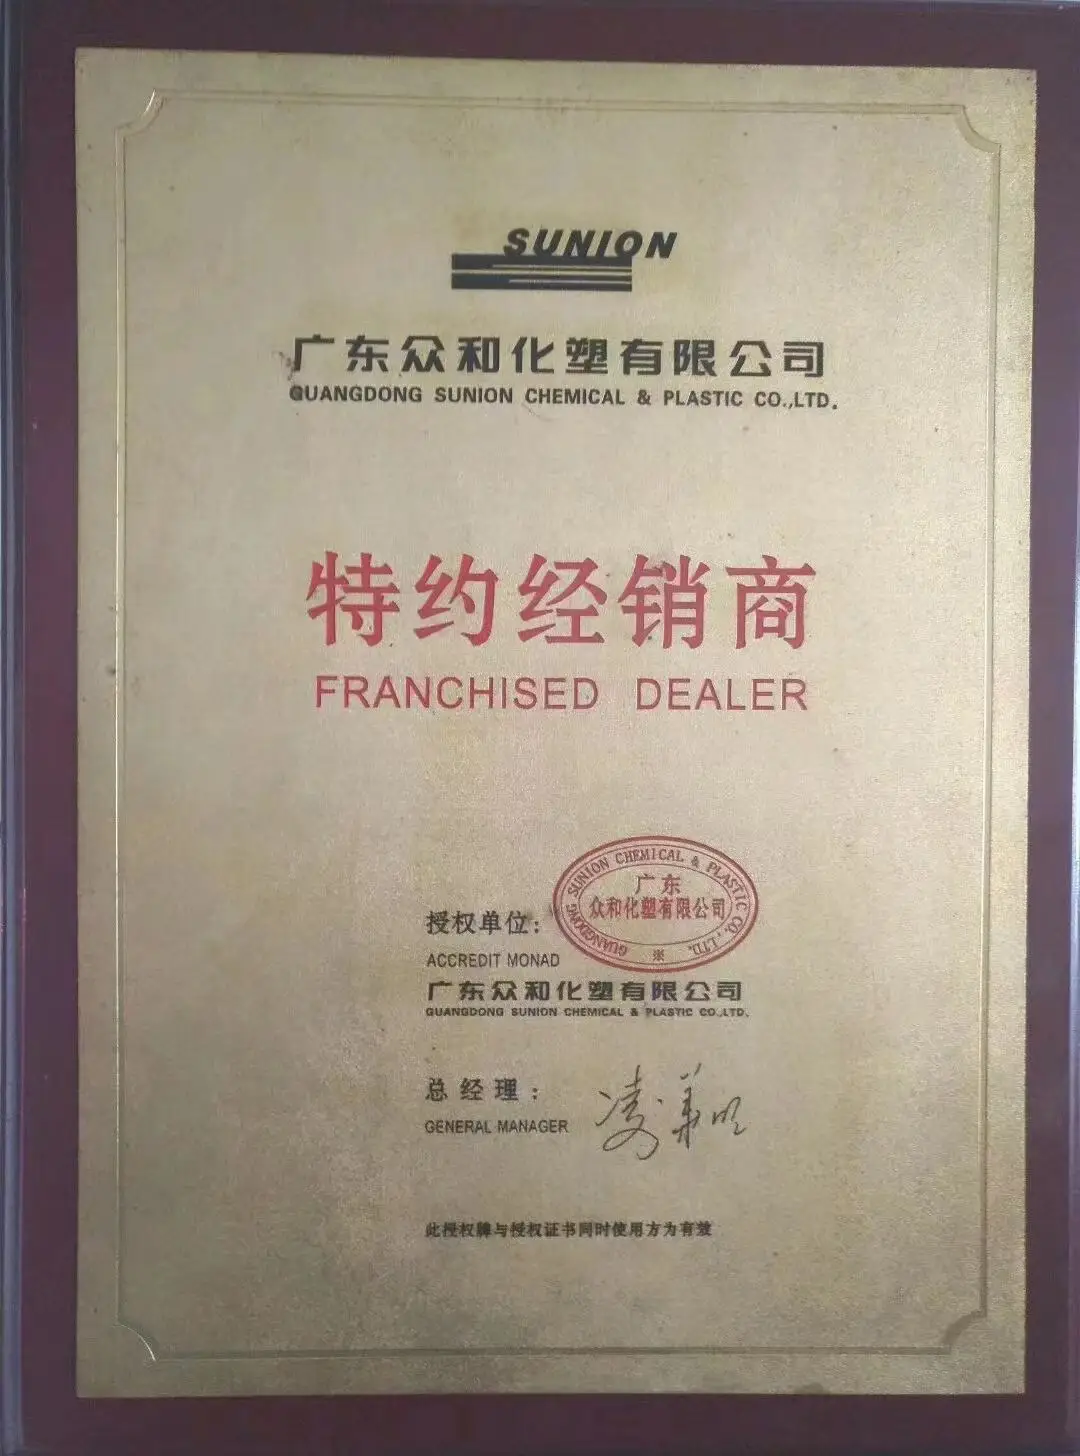 SUNION
广东众和化塑有限公司
GUANGDONG SUNION CHEMICAL & PLASTIC CO.,LTD.
特约经销商
FRANCHISED DEALER
GUANGDONG SUNION CHEMICAL & PLASTIC CO.,LTD.
广东
众和化塑有限公司
授权单位：
ACCREDIT MONAD
广东众和化塑有限公司
GUANGDONG SUNION CHEMICAL & PLASTIC CO.,LTD.
总经理：
GENERAL MANAGER
此授权牌与授权证书同时使用方为有效